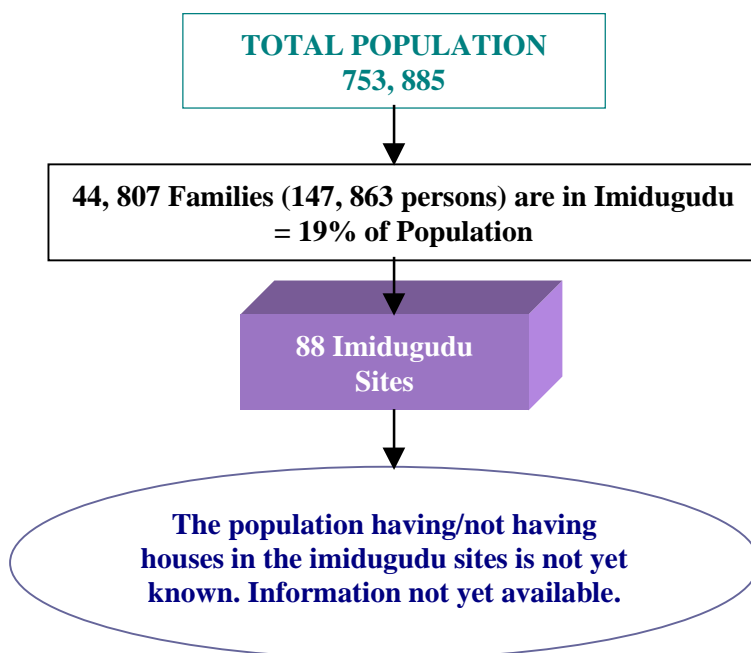 TOTAL POPULATION
753, 885
44, 807 Families (147, 863 persons) are in Imidugudu
= 19% of Population
88 Imidugudu
Sites
The population having/not having
houses in the imidugudu sites is not yet
known. Information not yet available.